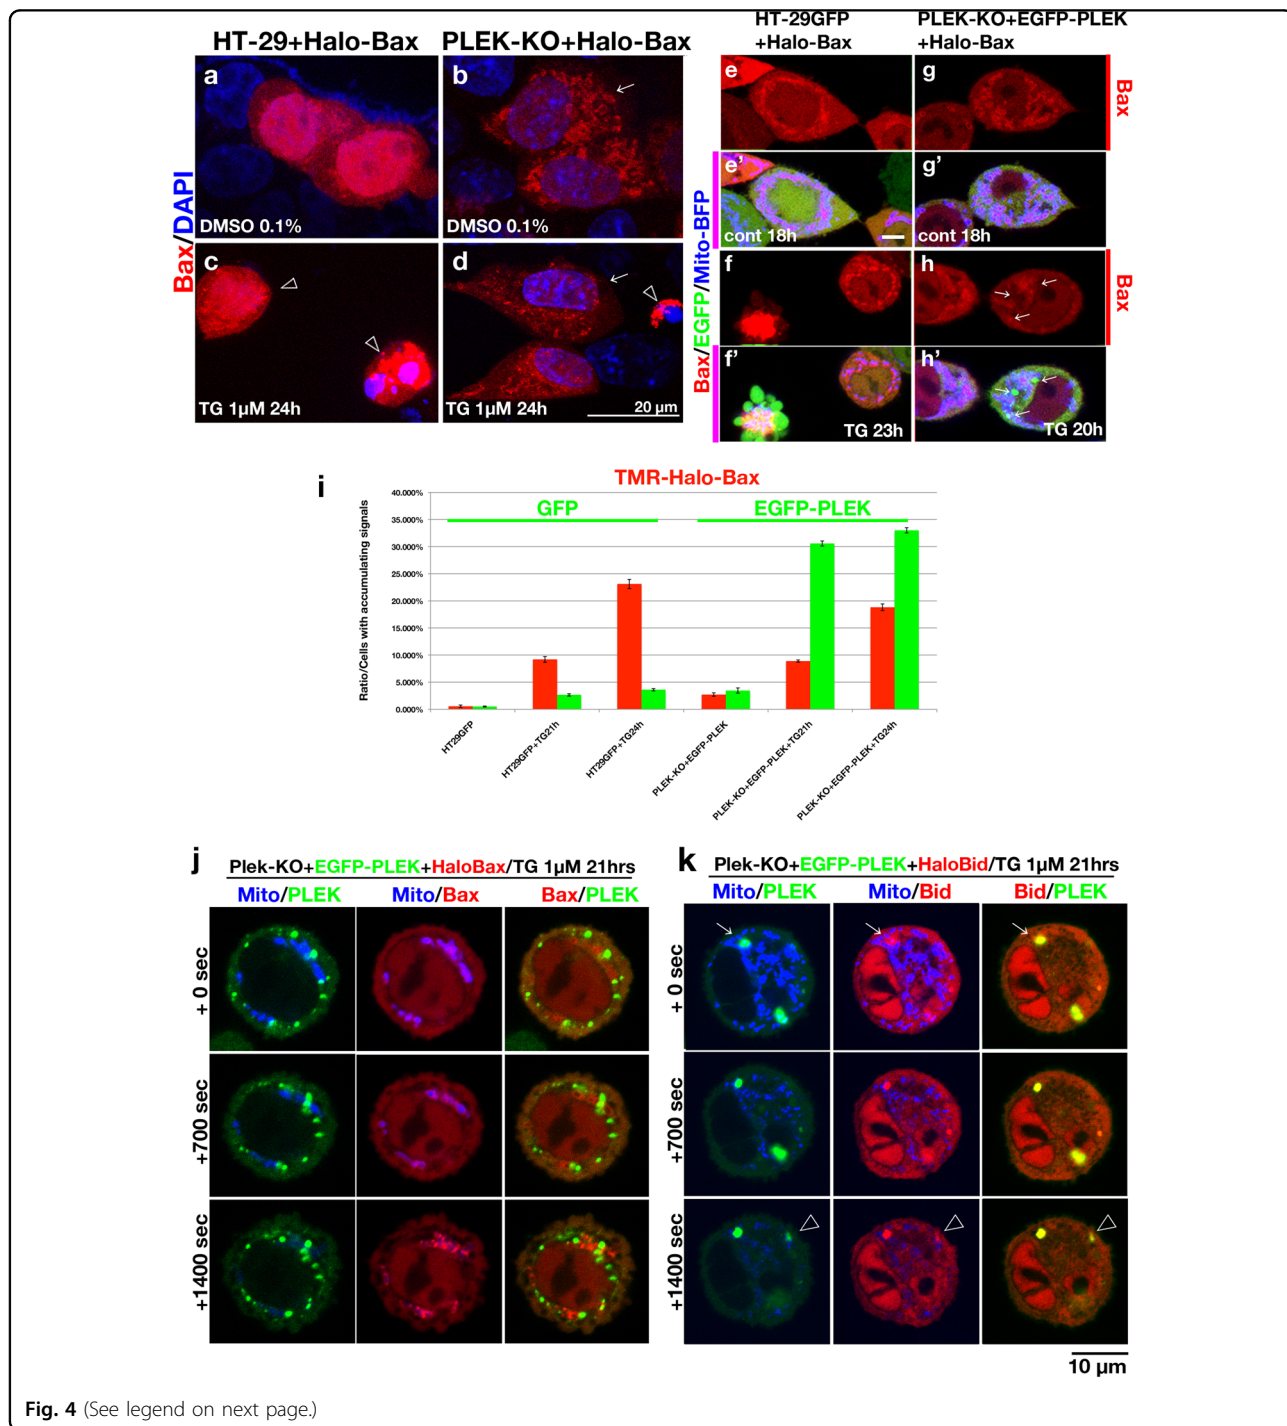 HT-29+Halo-Bax
PLEK-KO+Halo-Bax
HT-29GFP
+Halo-Bax
PLEK-KO+EGFP-PLEK
+Halo-Bax
Bax/DAPI
a
DMSO 0.1%
b
DMSO 0.1%
c
TG 1μM 24h
d
TG 1μM 24h
20 μm
Bax/EGFP/Mito-BFP
e
g
Bax
e'
cont 18h
g'
cont 18h
f
h
Bax
f'
TG 23h
h'
TG 20h
i
TMR-Halo-Bax
GFP
EGFP-PLEK
Ratio/Cells with accumulating signals
40.000%
35.000%
30.000%
25.000%
20.000%
15.000%
10.000%
5.000%
0.000%
HT29GFP
HT29GFP+TG21h
HT29GFP+TG24h
PLEK-KO+EGFP-PLEK
PLEK-KO+EGFP-PLEK+TG21h
PLEK-KO+EGFP-PLEK+TG24h
j
Plek-KO+EGFP-PLEK+HaloBax/TG 1μM 21hrs
Mito/PLEK
Mito/Bax
Bax/PLEK
+ 0 sec
+700 sec
+1400 sec
k
Plek-KO+EGFP-PLEK+HaloBid/TG 1μM 21hrs
Mito/PLEK
Mito/Bid
Bid/PLEK
+ 0 sec
+700 sec
+1400 sec
10 μm
Fig. 4 (See legend on next page.)